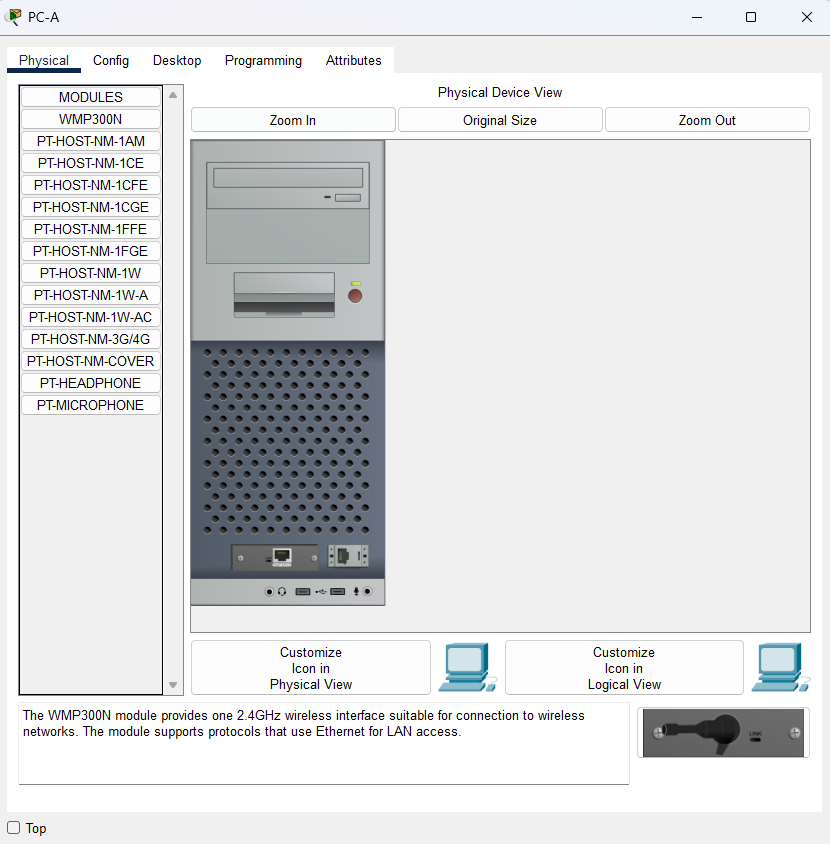 PC-A
Physical
Config
Desktop
Programming
Attributes
MODULES
WMP300N
PT-HOST-NM-1AM
PT-HOST-NM-1CE
PT-HOST-NM-1CFE
PT-HOST-NM-1CGE
PT-HOST-NM-1FFE
PT-HOST-NM-1FGE
PT-HOST-NM-1W
PT-HOST-NM-1W-A
PT-HOST-NM-1W-AC
PT-HOST-NM-3G/4G
PT-HOST-NM-COVER
PT-HEADPHONE
PT-MICROPHONE
Physical Device View
Zoom In
Original Size
Zoom Out
Customize
Icon in
Physical View
Customize
Icon in
Logical View
The WMP300N module provides one 2.4GHz wireless interface suitable for connection to wireless
networks. The module supports protocols that use Ethernet for LAN access.
LINK
Top